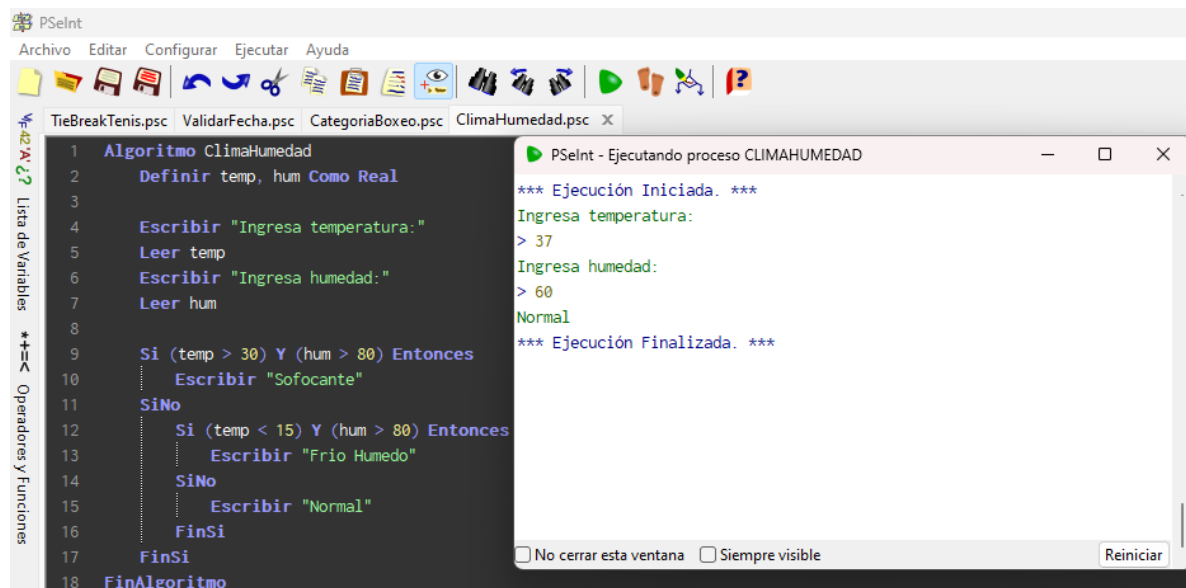 PSeInt
Archivo Editar Configurar Ejecutar Ayuda
TieBreakTenis.psc ValidarFecha.psc CategoriaBoxeo.psc ClimaHumedad.psc X
*+=< Operadores y Funciones
42 'A' ¿? Lista de Variables
1 Algoritmo ClimaHumedad
2 Definir temp, hum Como Real
3
4 Escribir "Ingresa temperatura:"
5 Leer temp
6 Escribir "Ingresa humedad:"
7 Leer hum
8
9 Si (temp > 30) Y (hum > 80) Entonces
10 Escribir "Sofocante"
11 SiNo
12 Si (temp < 15) Y (hum > 80) Entonces
13 Escribir "Frio Humedo"
14 SiNo
15 Escribir "Normal"
16 FinSi
17 FinSi
18 FinAlgoritmo
PSeInt - Ejecutando proceso CLIMAHUMEDAD
*** Ejecución Iniciada. ***
Ingresa temperatura:
> 37
Ingresa humedad:
> 60
Normal
*** Ejecución Finalizada. ***
No cerrar esta ventana Siempre visible Reiniciar